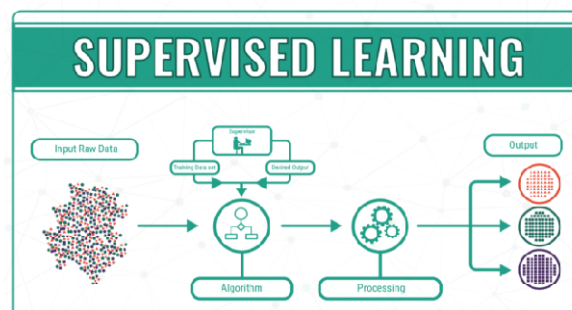 SUPERVISED LEARNING
Input Raw Data
Supervisor
Training Data set
Desired Output
Output
Algorithm
Processing